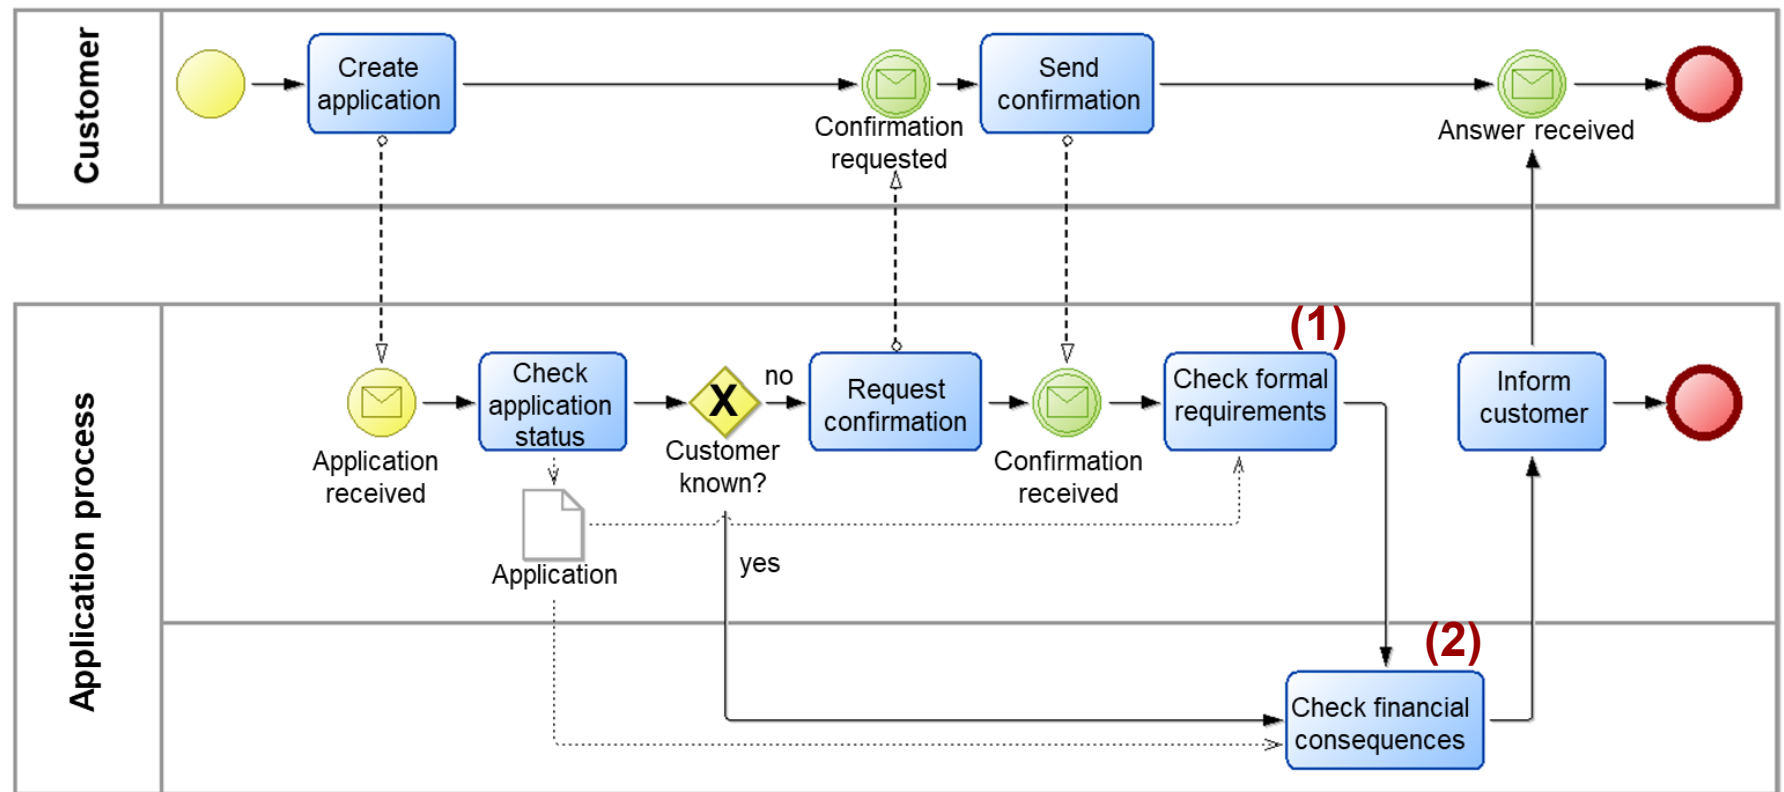 Customer
Create
application
Confirmation
requested
Send
confirmation
Answer received
Application process
Application
received
Check
application
status
X
Customer
known?
no
yes
Request
confirmation
Confirmation
received
(1)
Check formal
requirements
Inform
customer
Application
(2)
Check financial
consequences